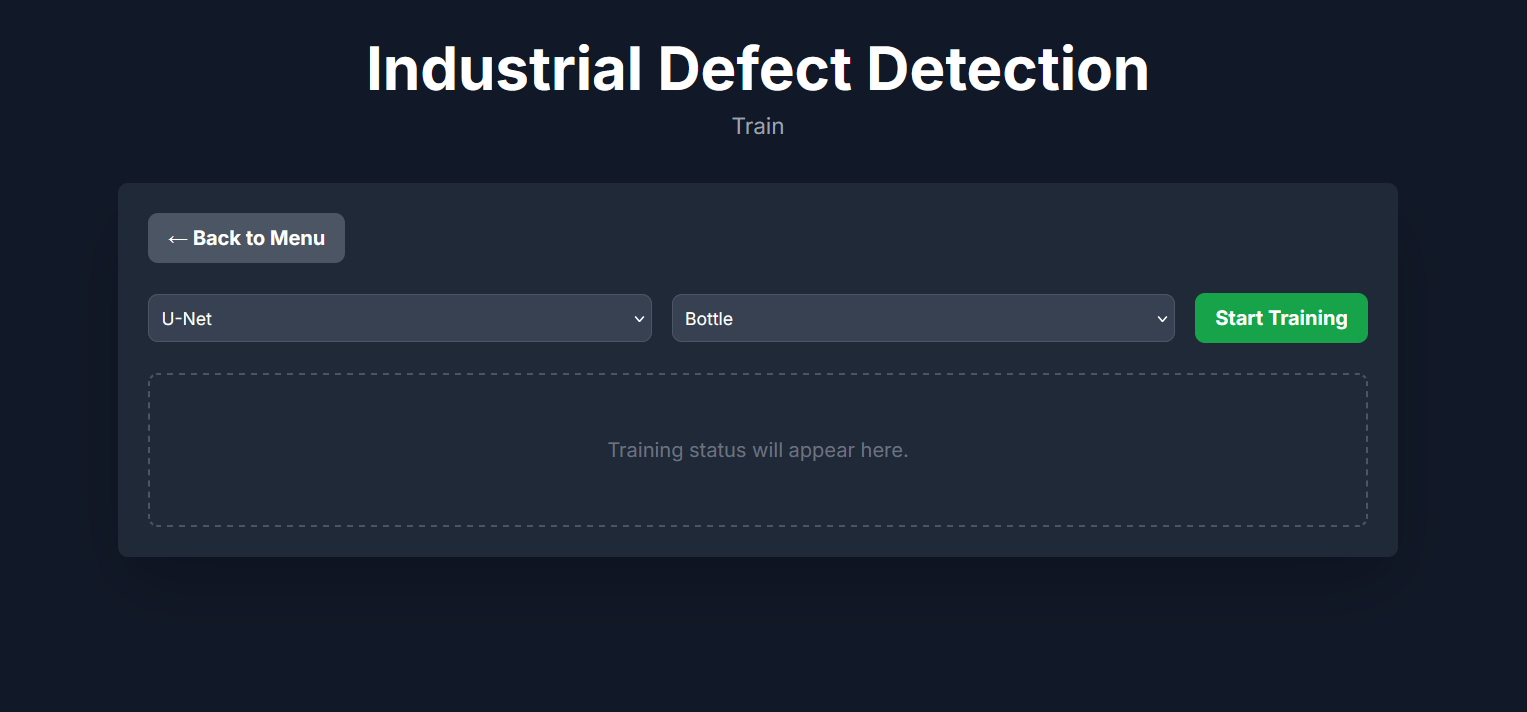 Industrial Defect Detection
Train
← Back to Menu
U-Net
Bottle
Start Training
Training status will appear here.